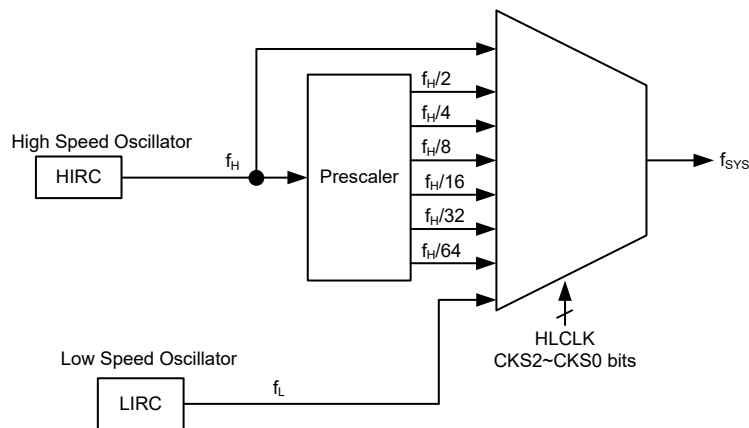 High Speed Oscillator
HIRC
fH
Prescaler
fH/2
fH/4
fH/8
fH/16
fH/32
fH/64
fSYS
HLCLK
CKS2~CKS0 bits
Low Speed Oscillator
LIRC
fL